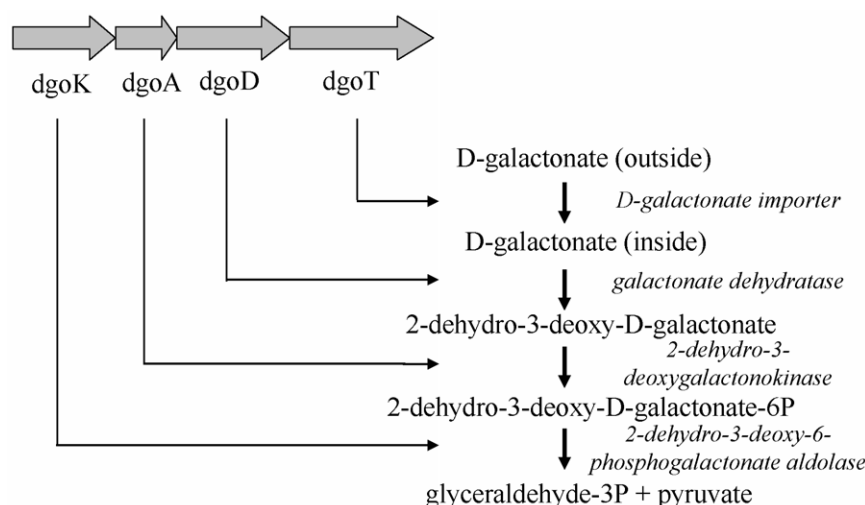 dgoK dgoA dgoD dgoT
D-galactonate (outside)
D-galactonate importer
D-galactonate (inside)
galactonate dehydratase
2-dehydro-3-deoxy-D-galactonate
2-dehydro-3-
deoxygalactonokinase
2-dehydro-3-deoxy-D-galactonate-6P
2-dehydro-3-deoxy-6-
phosphogalactonate aldolase
glyceraldehyde-3P + pyruvate